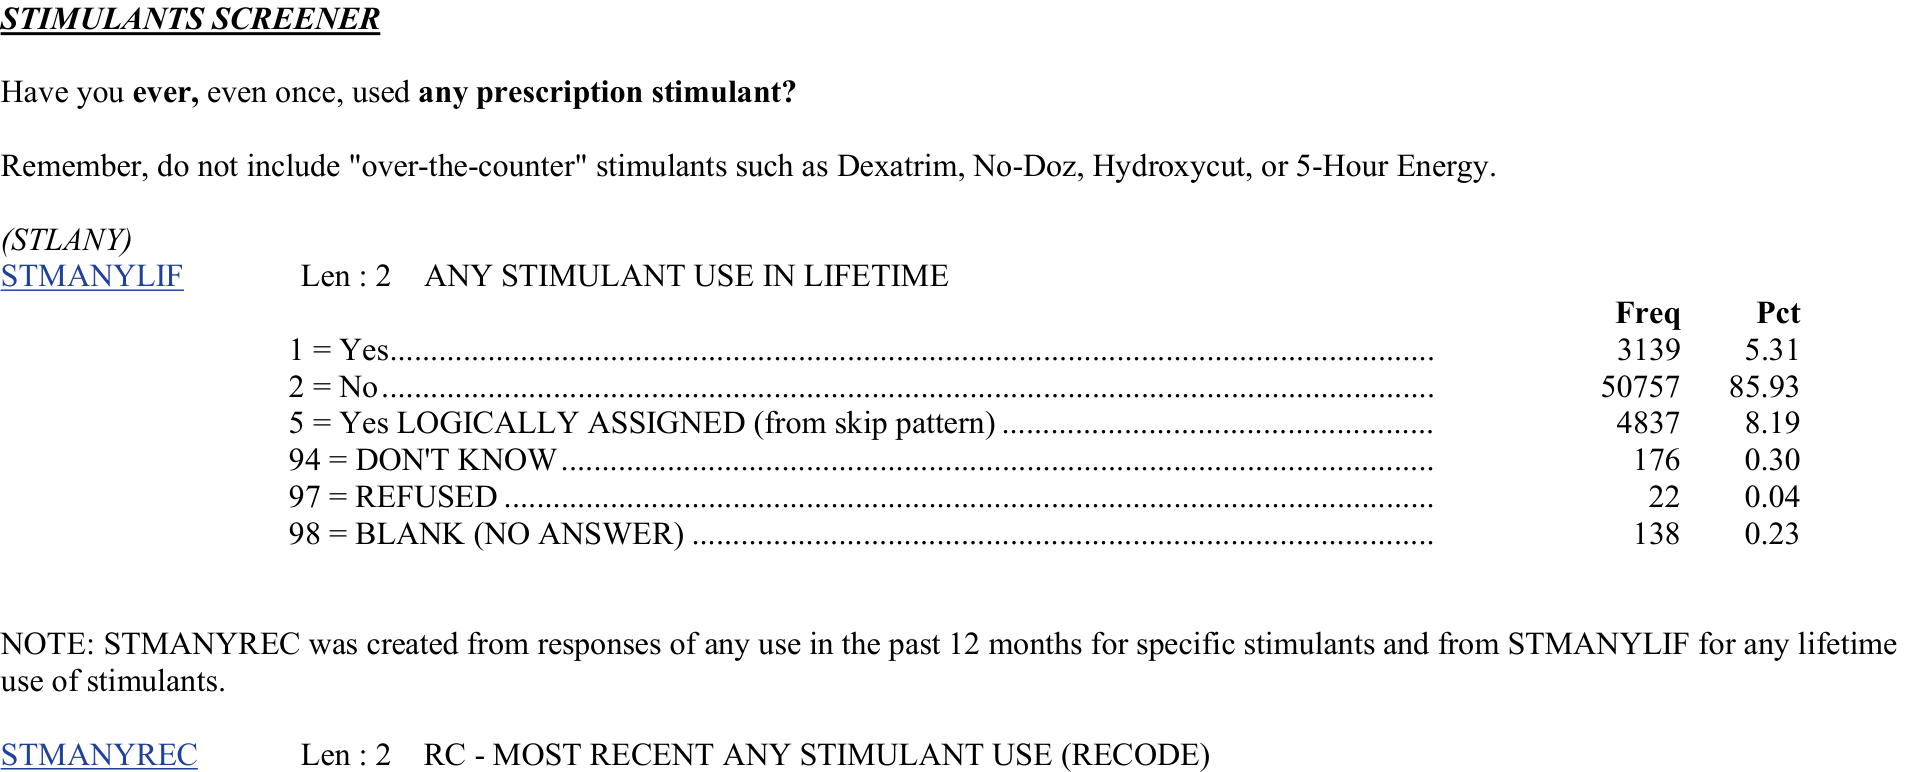 STIMULANTS SCREENER
Have you ever, even once, used any prescription stimulant?
Remember, do not include "over-the-counter" stimulants such as Dexatrim, No-Doz, Hydroxycut, or 5-Hour Energy.
(STLANY)
STMANYLIF Len : 2 ANY STIMULANT USE IN LIFETIME
Freq Pct
1 = Yes................................................................ 3139 5.31
2 = No................................................................ 50757 85.93
5 = Yes LOGICALLY ASSIGNED (from skip pattern) ................................ 4837 8.19
94 = DON'T KNOW ................................................ 176 0.30
97 = REFUSED ................................................ 22 0.04
98 = BLANK (NO ANSWER) ................................................ 138 0.23
NOTE: STMANYREC was created from responses of any use in the past 12 months for specific stimulants and from STMANYLIF for any lifetime
use of stimulants.
STMANYREC Len : 2 RC - MOST RECENT ANY STIMULANT USE (RECODE)